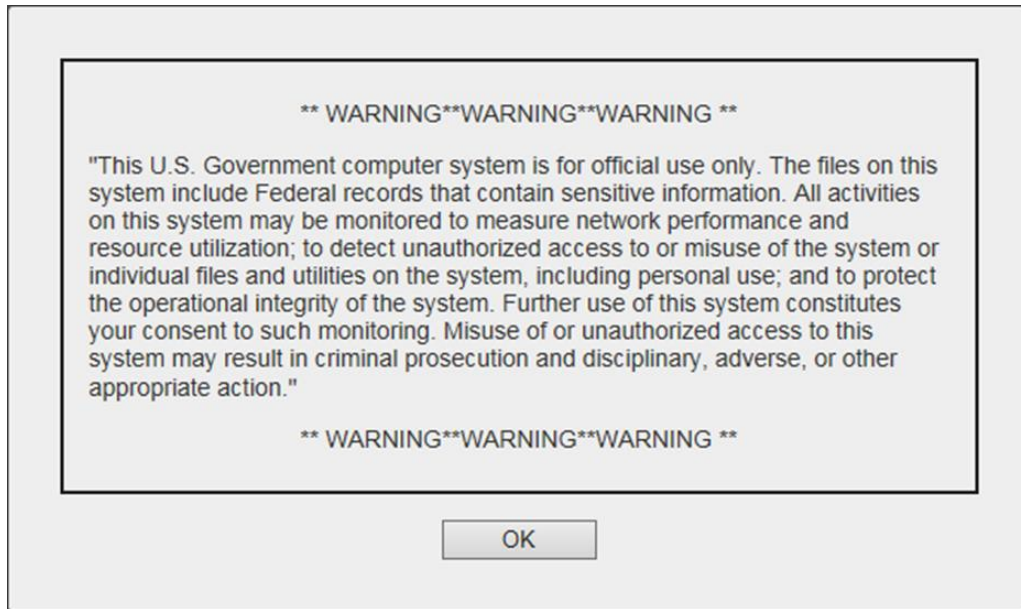 ** WARNING**WARNING**WARNING **
"This U.S. Government computer system is for official use only. The files on this
system include Federal records that contain sensitive information. All activities
on this system may be monitored to measure network performance and
resource utilization; to detect unauthorized access to or misuse of the system or
individual files and utilities on the system, including personal use; and to protect
the operational integrity of the system. Further use of this system constitutes
your consent to such monitoring. Misuse of or unauthorized access to this
system may result in criminal prosecution and disciplinary, adverse, or other
appropriate action."
** WARNING**WARNING**WARNING **
OK